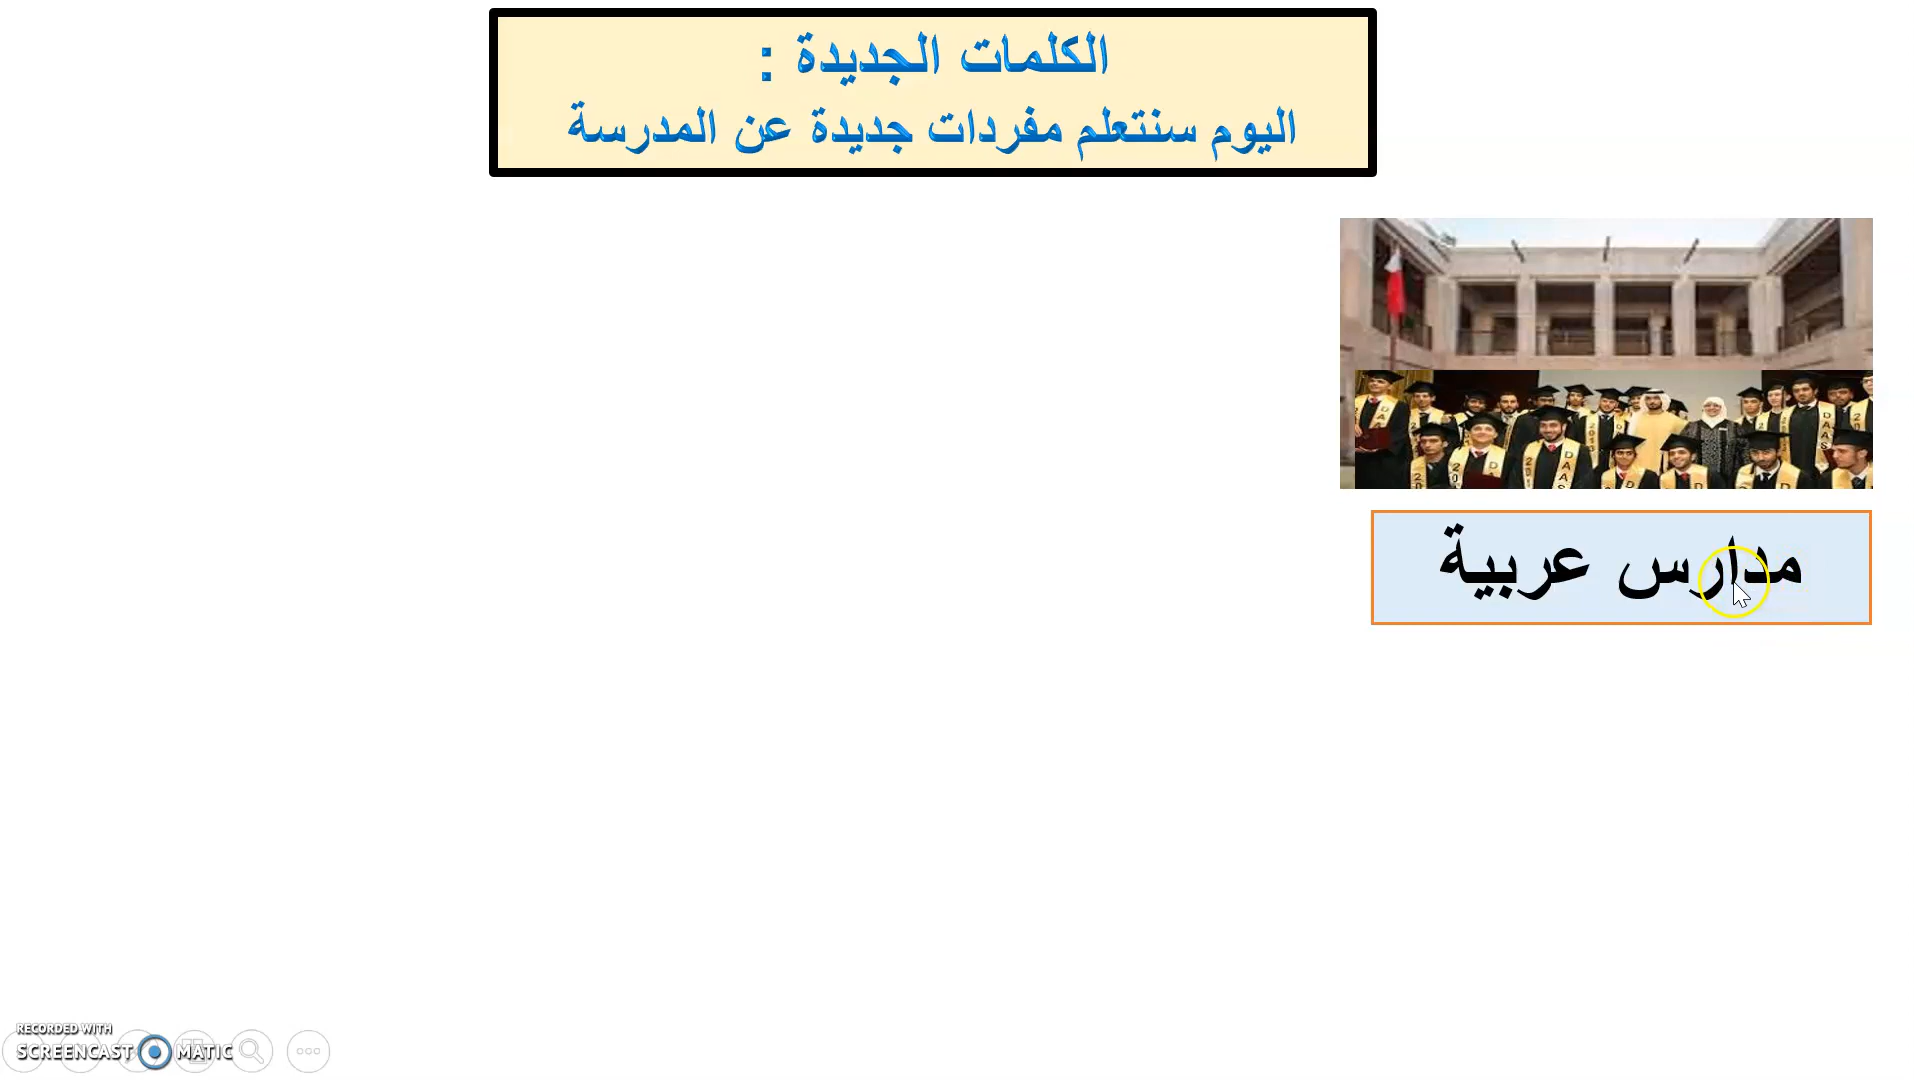 الكلمات الجديدة :
اليوم سنتعلم مفردات جديدة عن المدرسة
مدارس عربية
RECORDED WITH
SCREENCAST MATIC